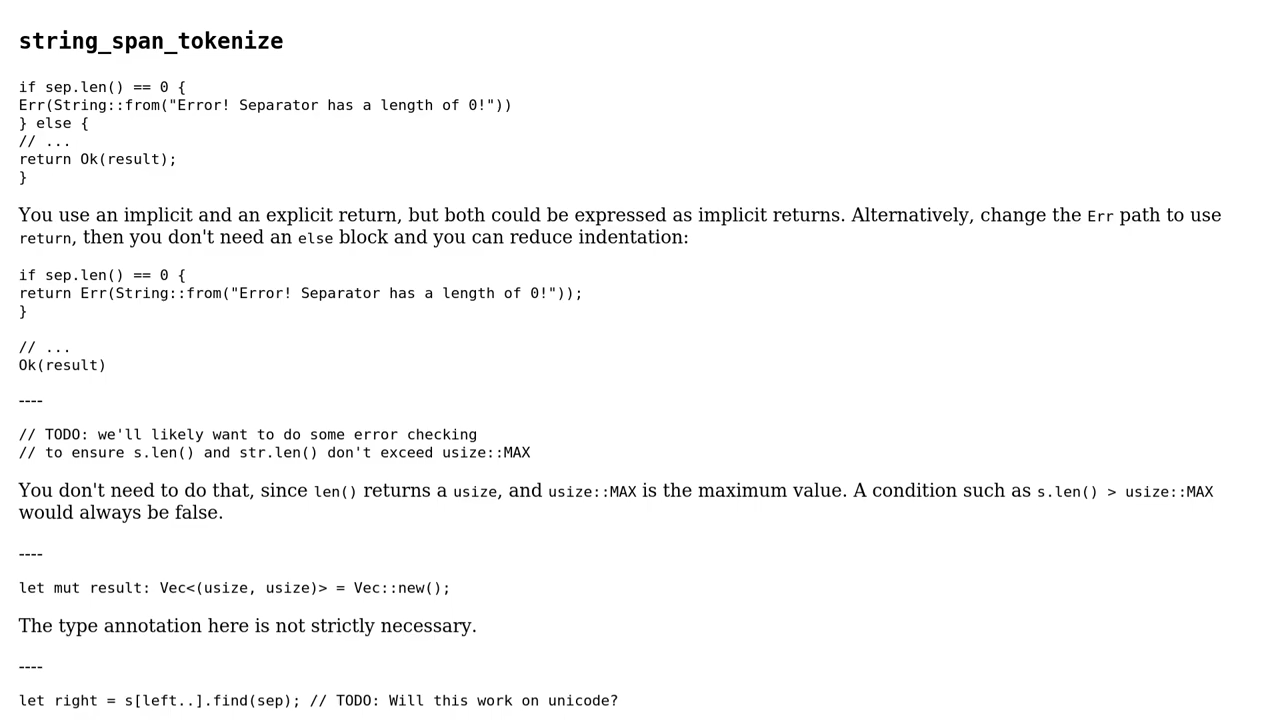 string_span_tokenize
if sep.len() == 0 {
Err(String::from("Error! Separator has a length of 0!"))
} else {
// ...
return Ok(result);
}
You use an implicit and an explicit return, but both could be expressed as implicit returns. Alternatively, change the Err path to use
return, then you don't need an else block and you can reduce indentation:
if sep.len() == 0 {
return Err(String::from("Error! Separator has a length of 0!"));
}
// ...
Ok(result)
----
// TODO: we'll likely want to do some error checking
// to ensure s.len() and str.len() don't exceed usize::MAX
You don't need to do that, since len() returns a usize, and usize::MAX is the maximum value. A condition such as s.len() > usize::MAX
would always be false.
----
let mut result: Vec<(usize, usize)> = Vec::new();
The type annotation here is not strictly necessary.
----
let right = s[left..].find(sep); // TODO: Will this work on unicode?